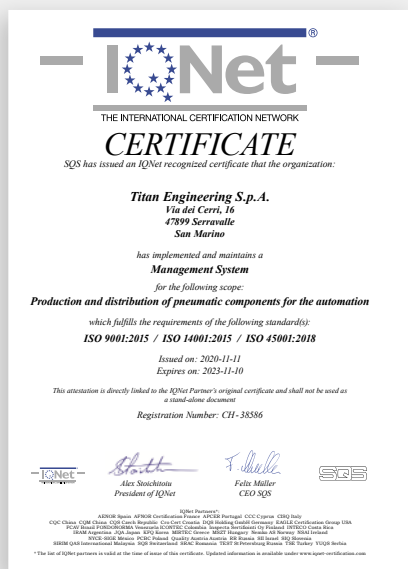 IQNet ®
THE INTERNATIONAL CERTIFICATION NETWORK
CERTIFICATE
SQS has issued an IQNet recognized certificate that the organization:
Titan Engineering S.p.A.
Via dei Cerri, 16
47899 Serravalle
San Marino
has implemented and maintains a
Management System
for the following scope:
Production and distribution of pneumatic components for the automation
which fulfills the requirements of the following standard(s):
ISO 9001:2015 / ISO 14001:2015 / ISO 45001:2018
Issued on: 2020-11-11
Expires on: 2023-11-10
This attestation is directly linked to the IQNet Partner's original certificate and shall not be used as
a stand-alone document
Registration Number: CH-38586
IQNet
SQS
Alex Stoichitoiu
President of IQNet
Felix Müller
CEO SQS
IQNet Partners*:
AENOR Spain AFNOR Certification France APCER Portugal CCC Cyprus CISQ Italy
CQC China CQM China CQS Czech Republic Cro Cert Croatia DQS Holding GmbH Germany EAGLE Certification Group USA
FCAV Brazil FONDONORMA Venezuela ICONTEC Colombia Inspecta Sertifiointi Oy Finland INTECO Costa Rica
IRAM Argentina JQA Japan KFQ Korea MIRTEC Greece MSZT Hungary Nemko AS Norway NSAI Ireland
NYCE-SIGE México PCBC Poland Quality Austria Austria RR Russia SII Israel SIQ Slovenia
SIRIM QAS International Malaysia SQS Switzerland SRAC Romania TEST St Petersburg Russia TSE Turkey YUQS Serbia
* The list of IQNet partners is valid at the time of issue of this certificate. Updated information is available under www.iqnet-certification.com